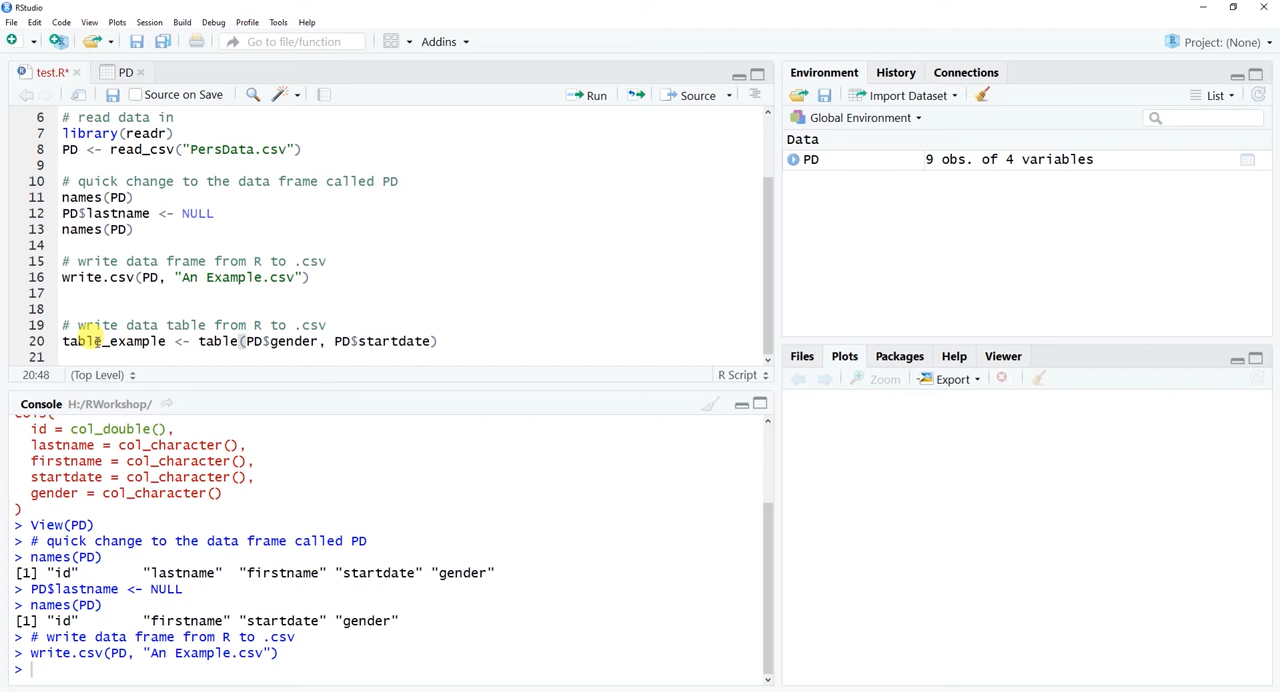 RStudio
File Edit Code View Plots Session Build Debug Profile Tools Help
Go to file/function Addins Project: (None)
test.R* PD
Source on Save Run Source
6 # read data in
7 library(readr)
8 PD <- read_csv("PersData.csv")
9
10 # quick change to the data frame called PD
11 names(PD)
12 PD$lastname <- NULL
13 names(PD)
14
15 # write data frame from R to .csv
16 write.csv(PD, "An Example.csv")
17
18
19 # write data table from R to .csv
20 table_example <- table(PD$gender, PD$startdate)
21
20:48 (Top Level) R Script
Console H:/RWorkshop/
cols(
id = col_double(),
lastname = col_character(),
firstname = col_character(),
startdate = col_character(),
gender = col_character()
)
> View(PD)
> # quick change to the data frame called PD
> names(PD)
[1] "id" "lastname" "firstname" "startdate" "gender"
> PD$lastname <- NULL
> names(PD)
[1] "id" "firstname" "startdate" "gender"
> # write data frame from R to .csv
> write.csv(PD, "An Example.csv")
>
Environment History Connections
Import Dataset List
Global Environment
Data
PD 9 obs. of 4 variables
Files Plots Packages Help Viewer
Zoom Export